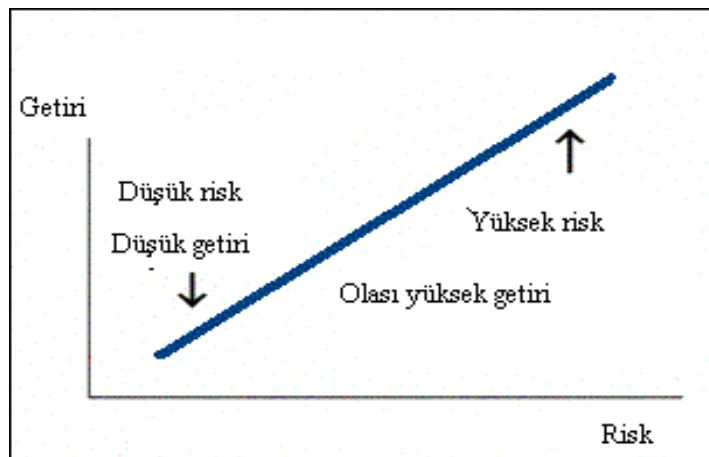 Getiri
Düşük risk
Düşük getiri
Yüksek risk
Olası yüksek getiri
Risk